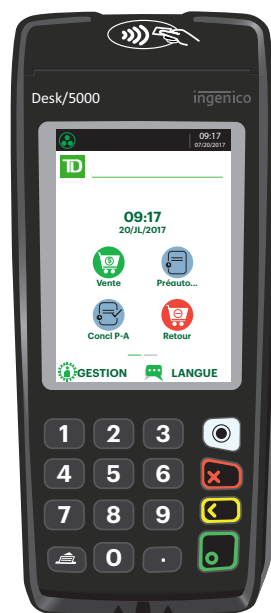 Desk/5000 ingenico
09:17
07/20/2017
TD
09:17
20/JL/2017
Vente Préauto...
Concl P-A Retour
GESTION LANGUE
1 2 3
4 5 6
7 8 9
0 .